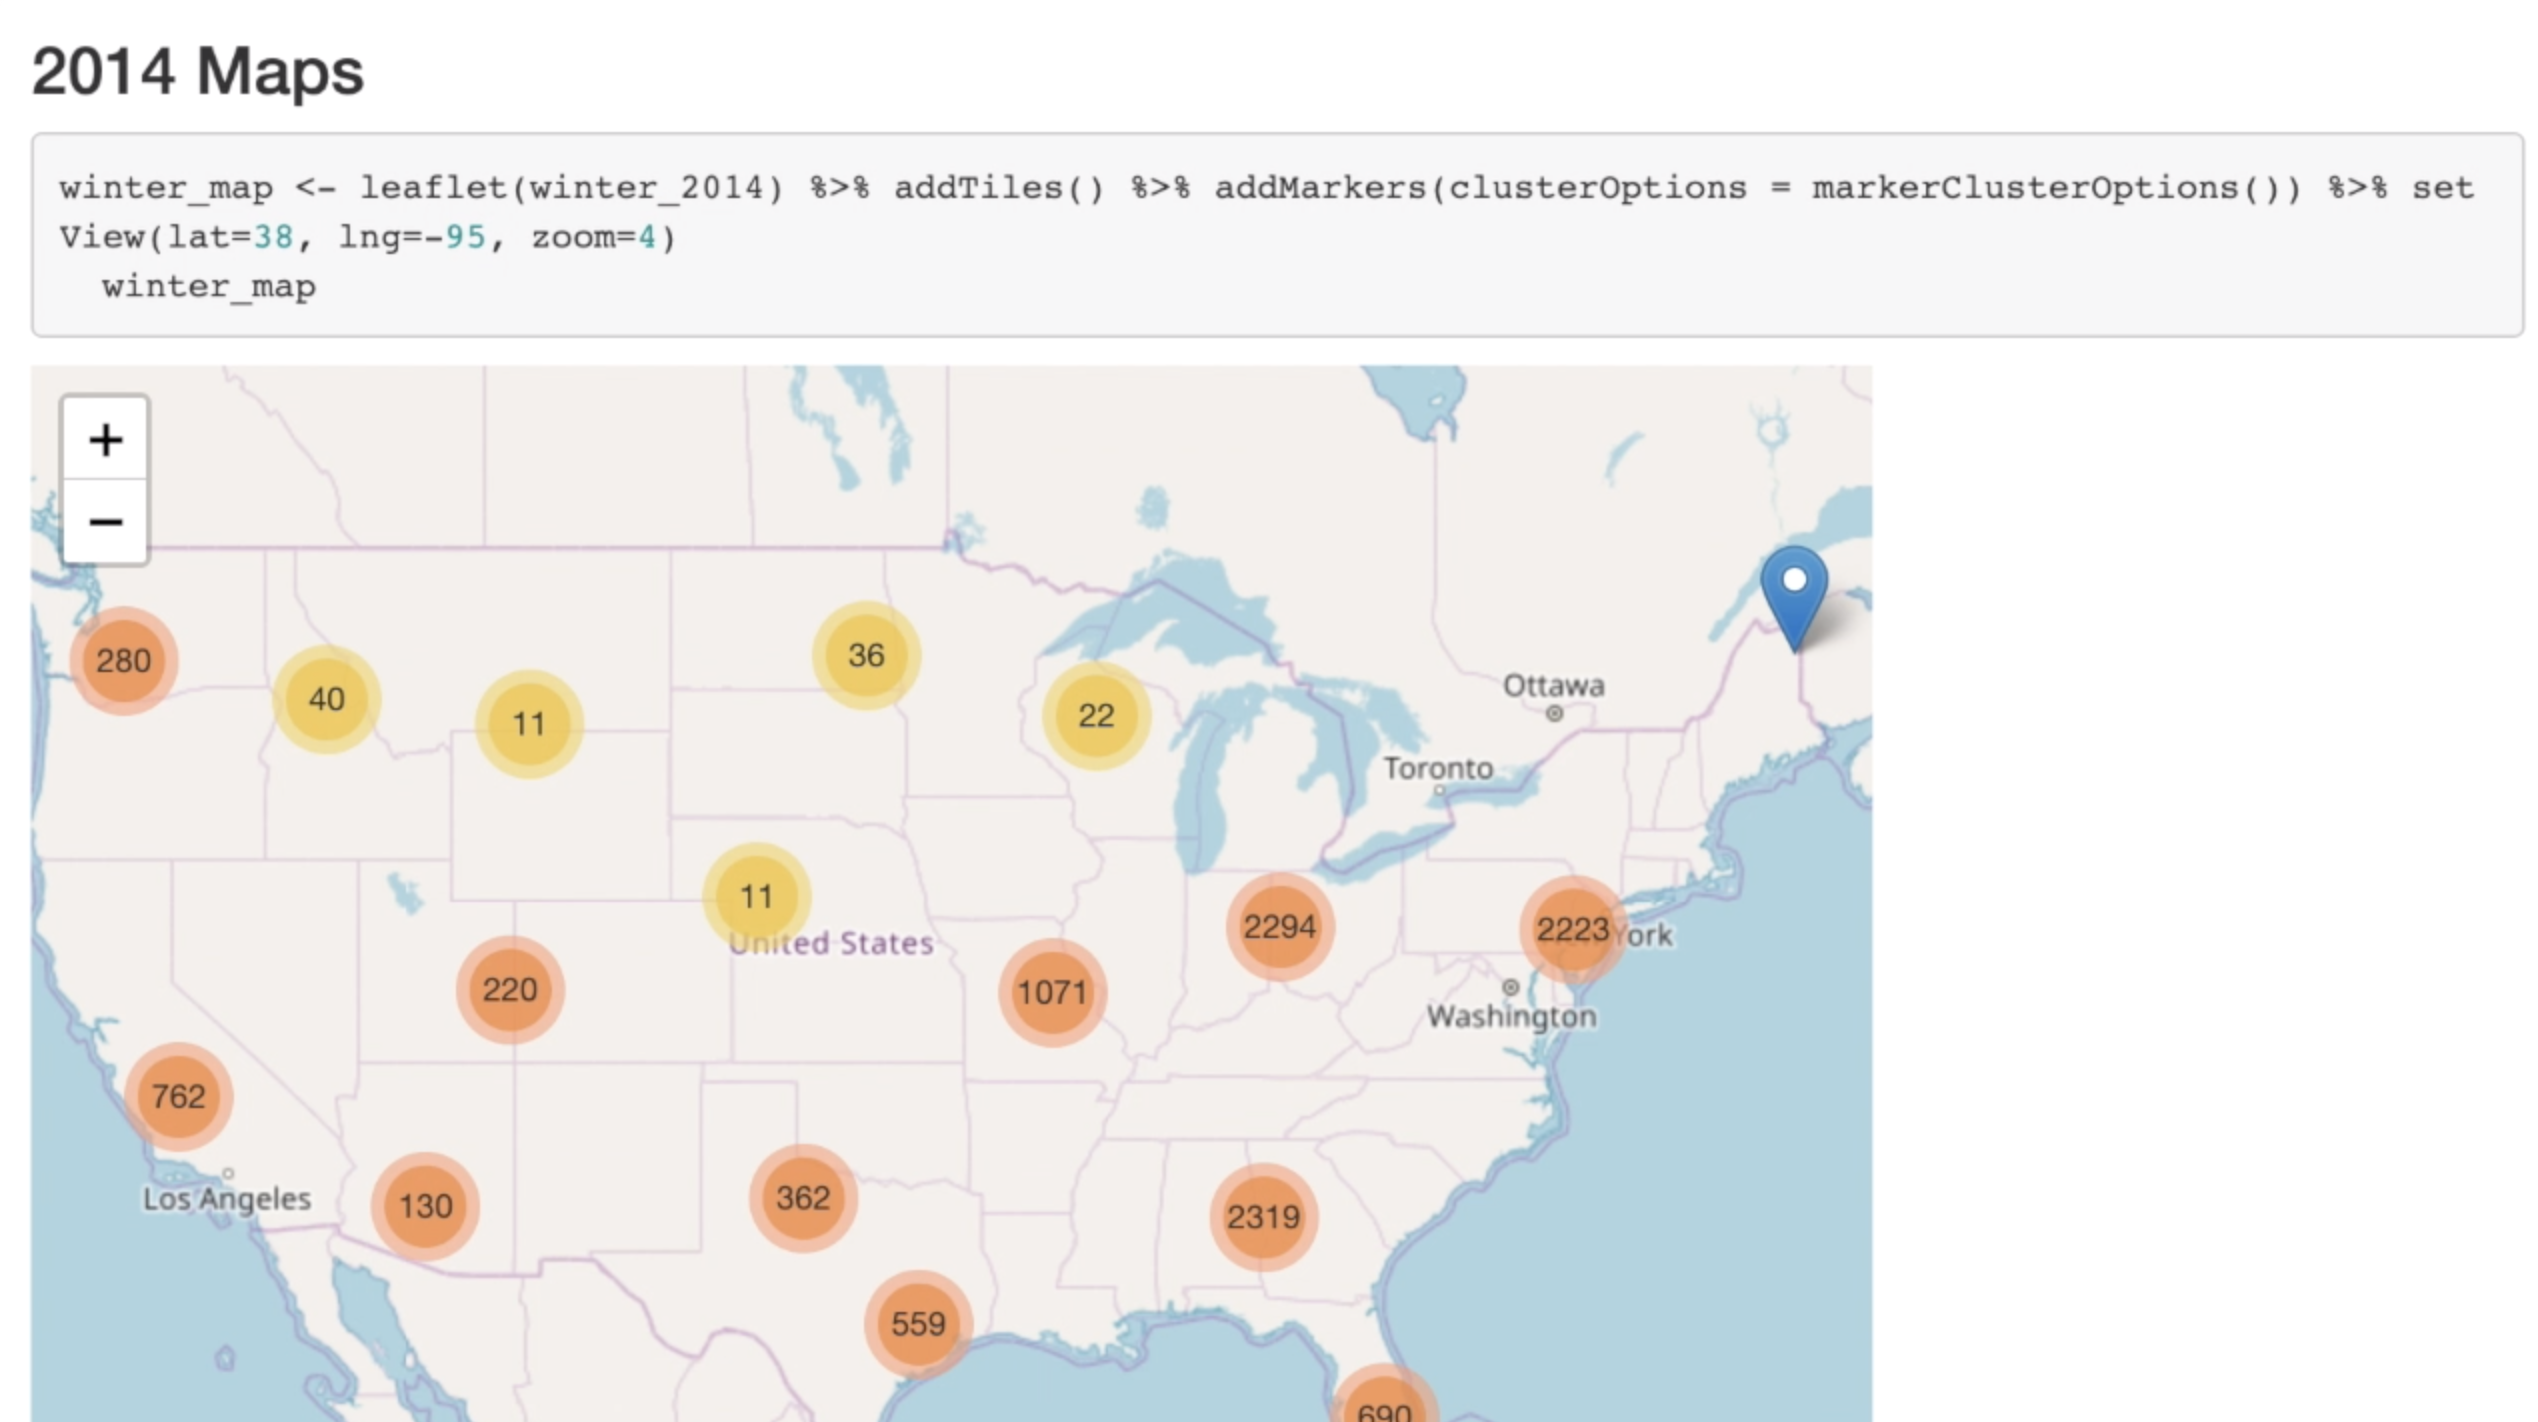 2014 Maps
winter_map <- leaflet(winter_2014) %>% addTiles() %>% addMarkers(clusterOptions = markerClusterOptions()) %>% set
View(lat=38, lng=-95, zoom=4)
winter_map
+
−
280
40
11
36
22
Ottawa
Toronto
11
United States
2294
2223
York
220
1071
Washington
762
Los Angeles
130
362
2319
559
690